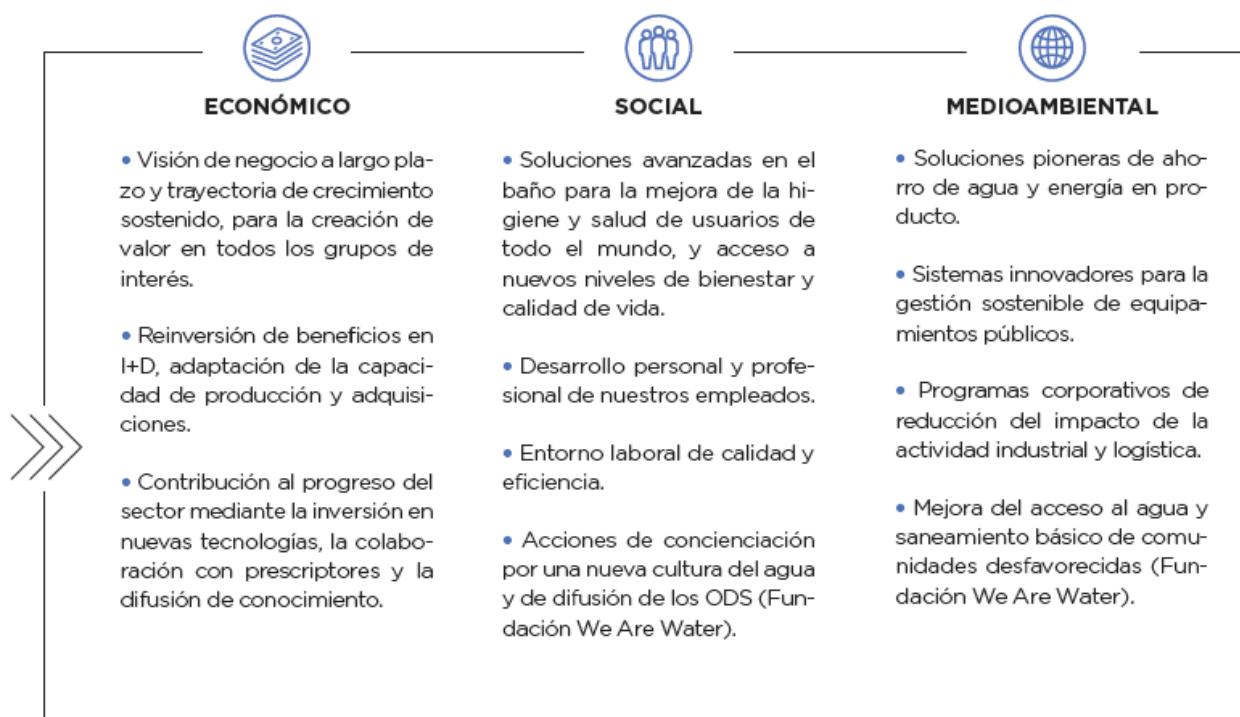 ECONÓMICO
• Visión de negocio a largo pla-
zo y trayectoria de crecimiento
sostenido, para la creación de
valor en todos los grupos de
interés.
• Reinversión de beneficios en
I+D, adaptación de la capaci-
dad de producción y adquisi-
ciones.
• Contribución al progreso del
sector mediante la inversión en
nuevas tecnologías, la colabo-
ración con prescriptores y la
difusión de conocimiento.
SOCIAL
• Soluciones avanzadas en el
baño para la mejora de la hi-
giene y salud de usuarios de
todo el mundo, y acceso a
nuevos niveles de bienestar y
calidad de vida.
• Desarrollo personal y profe-
sional de nuestros empleados.
• Entorno laboral de calidad y
eficiencia.
• Acciones de concienciación
por una nueva cultura del agua
y de difusión de los ODS (Fun-
dación We Are Water).
MEDIOAMBIENTAL
• Soluciones pioneras de aho-
rro de agua y energía en pro-
ducto.
• Sistemas innovadores para la
gestión sostenible de equipa-
mientos públicos.
• Programas corporativos de
reducción del impacto de la
actividad industrial y logística.
• Mejora del acceso al agua y
saneamiento básico de comu-
nidades desfavorecidas (Fun-
dación We Are Water).